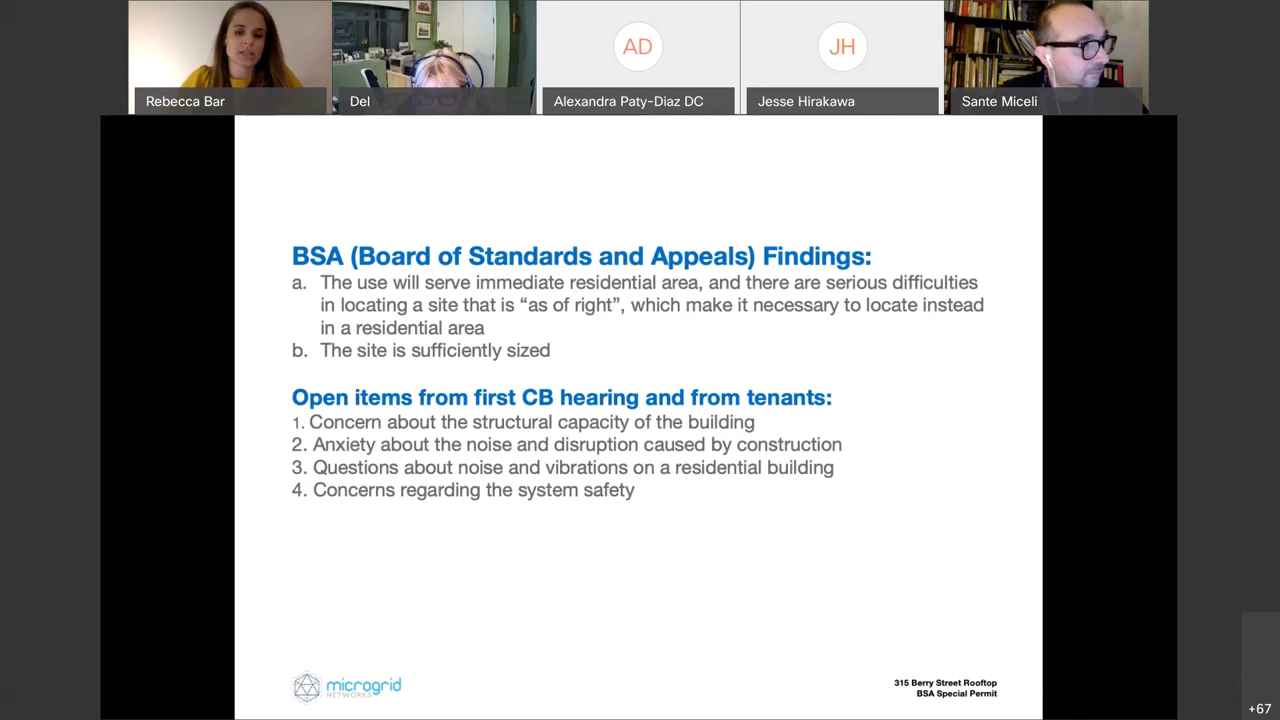 AD
JH
Rebecca Bar
Del
Alexandra Paty-Diaz DC
Jesse Hirakawa
Sante Miceli
BSA (Board of Standards and Appeals) Findings:
a. The use will serve immediate residential area, and there are serious difficulties
in locating a site that is “as of right”, which make it necessary to locate instead
in a residential area
b. The site is sufficiently sized
Open items from first CB hearing and from tenants:
1. Concern about the structural capacity of the building
2. Anxiety about the noise and disruption caused by construction
3. Questions about noise and vibrations on a residential building
4. Concerns regarding the system safety
microgrid
NETWORKS
315 Berry Street Rooftop
BSA Special Permit
+67